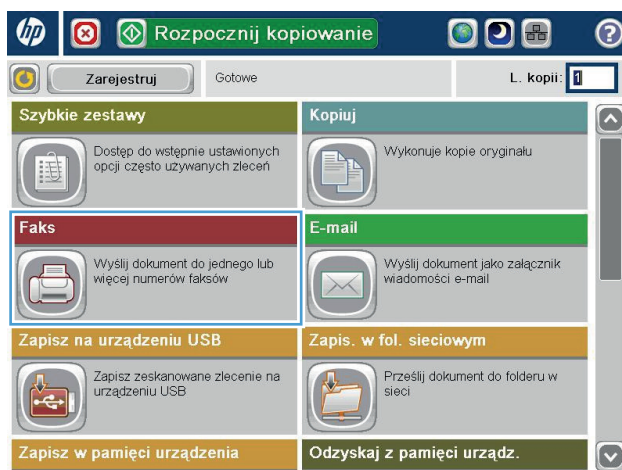 hp
Rozpocznij kopiowanie
?
Zarejestruj
Gotowe
L. kopii: 1
Szybkie zestawy
Dostęp do wstępnie ustawionych
opcji często używanych zleceń
Kopiuj
Wykonuje kopie oryginału
Faks
Wyślij dokument do jednego lub
więcej numerów faksów
E-mail
Wyślij dokument jako załącznik
wiadomości e-mail
Zapisz na urządzeniu USB
Zapisz zeskanowane zlecenie na
urządzeniu USB
Zapis. w fol. sieciowym
Prześlij dokument do folderu w
sieci
Zapisz w pamięci urządzenia
Odzyskaj z pamięci urządz.